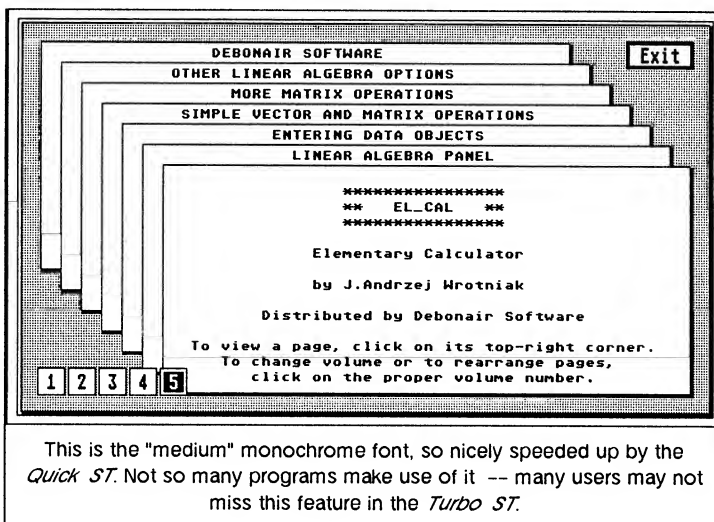 DEBONAIR SOFTWARE
Exit
OTHER LINEAR ALGEBRA OPTIONS
MORE MATRIX OPERATIONS
SIMPLE VECTOR AND MATRIX OPERATIONS
ENTERING DATA OBJECTS
LINEAR ALGEBRA PANEL
*****************
** EL_CAL **
*****************
Elementary Calculator
by J.Andrzej Wrotniak
Distributed by Debonair Software
To view a page, click on its top-right corner.
To change volume or to rearrange pages,
click on the proper volume number.
1 2 3 4 5
This is the "medium" monochrome font, so nicely speeded up by the
Quick ST. Not so many programs make use of it -- many users may not
miss this feature in the Turbo ST.